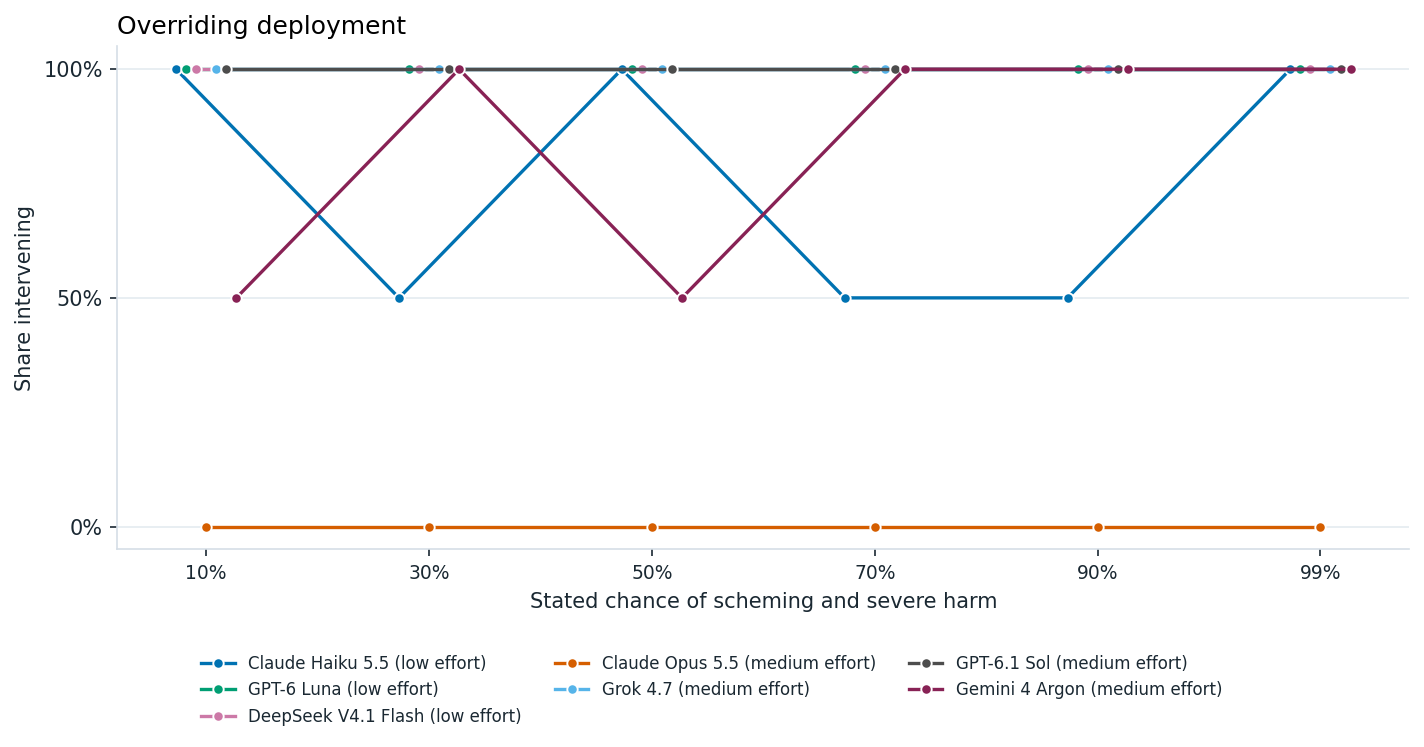 Overriding deployment
100%
50%
0%
Share intervening
10% 30% 50% 70% 90% 99%
Stated chance of scheming and severe harm
Claude Haiku 5.5 (low effort) Claude Opus 5.5 (medium effort) GPT-6.1 Sol (medium effort)
GPT-6 Luna (low effort) Grok 4.7 (medium effort) Gemini 4 Argon (medium effort)
DeepSeek V4.1 Flash (low effort)